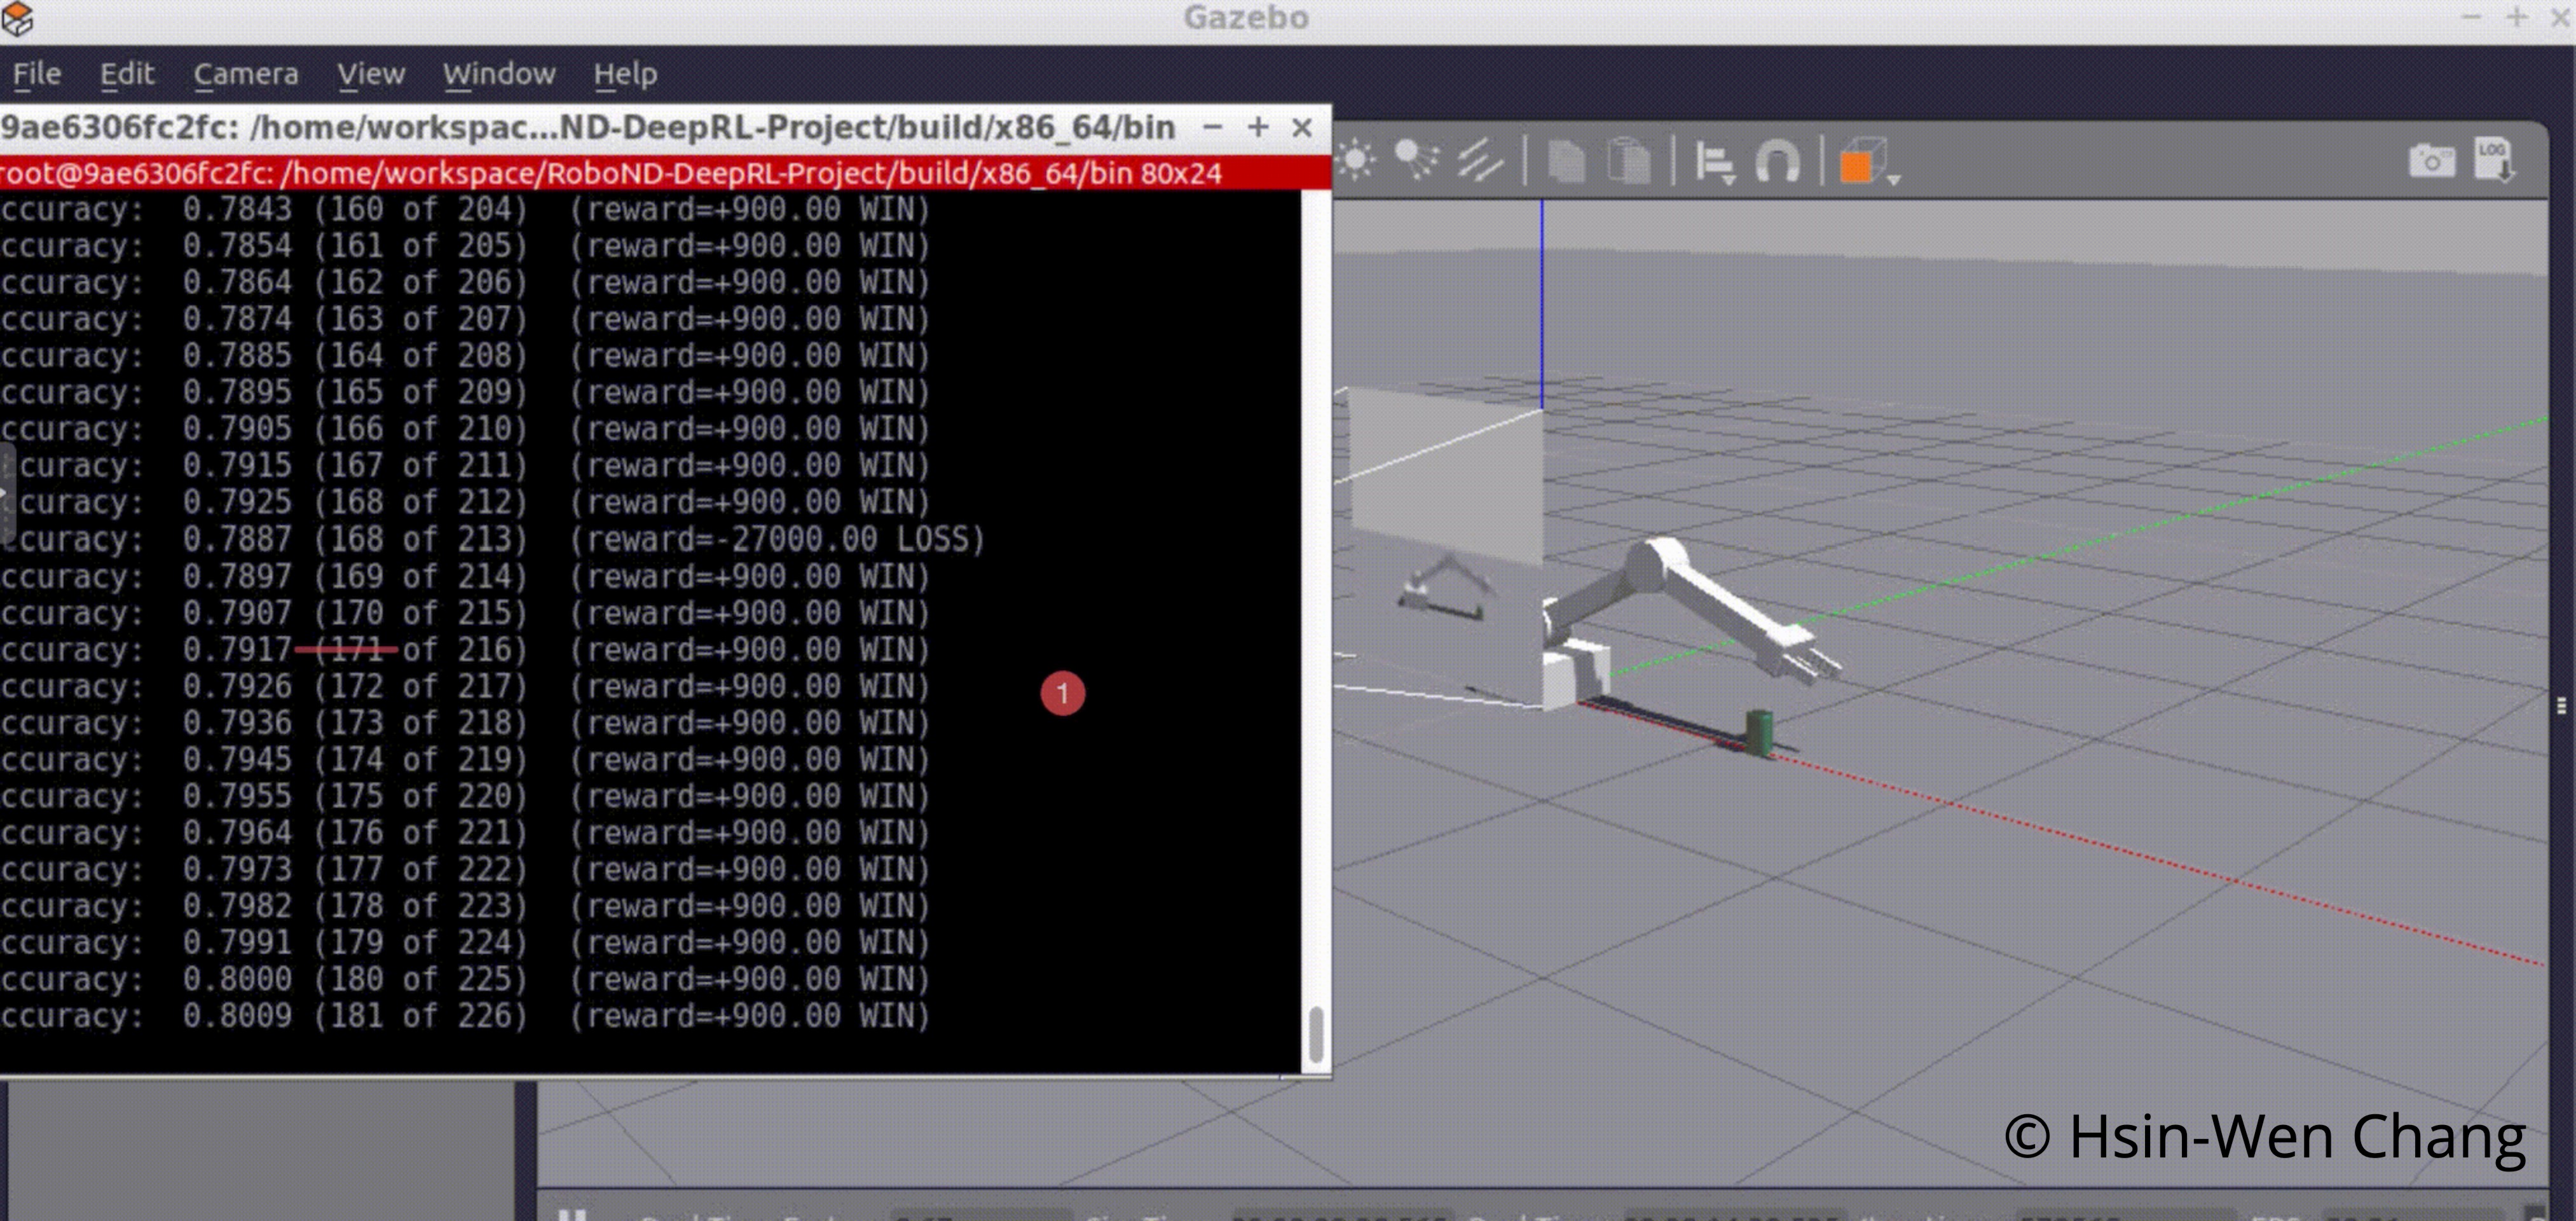 Gazebo
File Edit Camera View Window Help
9ae6306fc2fc: /home/workspac...ND-DeepRL-Project/build/x86_64/bin
root@9ae6306fc2fc: /home/workspace/RoboND-DeepRL-Project/build/x86_64/bin 80x24
LOG
ccuracy: 0.7843 (160 of 204) (reward=+900.00 WIN)
ccuracy: 0.7854 (161 of 205) (reward=+900.00 WIN)
ccuracy: 0.7864 (162 of 206) (reward=+900.00 WIN)
ccuracy: 0.7874 (163 of 207) (reward=+900.00 WIN)
ccuracy: 0.7885 (164 of 208) (reward=+900.00 WIN)
ccuracy: 0.7895 (165 of 209) (reward=+900.00 WIN)
ccuracy: 0.7905 (166 of 210) (reward=+900.00 WIN)
curacy: 0.7915 (167 of 211) (reward=+900.00 WIN)
curacy: 0.7925 (168 of 212) (reward=+900.00 WIN)
ccuracy: 0.7887 (168 of 213) (reward=-27000.00 LOSS)
ccuracy: 0.7897 (169 of 214) (reward=+900.00 WIN)
ccuracy: 0.7907 (170 of 215) (reward=+900.00 WIN)
ccuracy: 0.7917 (171 of 216) (reward=+900.00 WIN)
ccuracy: 0.7926 (172 of 217) (reward=+900.00 WIN)
1
ccuracy: 0.7936 (173 of 218) (reward=+900.00 WIN)
ccuracy: 0.7945 (174 of 219) (reward=+900.00 WIN)
ccuracy: 0.7955 (175 of 220) (reward=+900.00 WIN)
ccuracy: 0.7964 (176 of 221) (reward=+900.00 WIN)
ccuracy: 0.7973 (177 of 222) (reward=+900.00 WIN)
ccuracy: 0.7982 (178 of 223) (reward=+900.00 WIN)
ccuracy: 0.7991 (179 of 224) (reward=+900.00 WIN)
ccuracy: 0.8000 (180 of 225) (reward=+900.00 WIN)
ccuracy: 0.8009 (181 of 226) (reward=+900.00 WIN)
© Hsin-Wen Chang